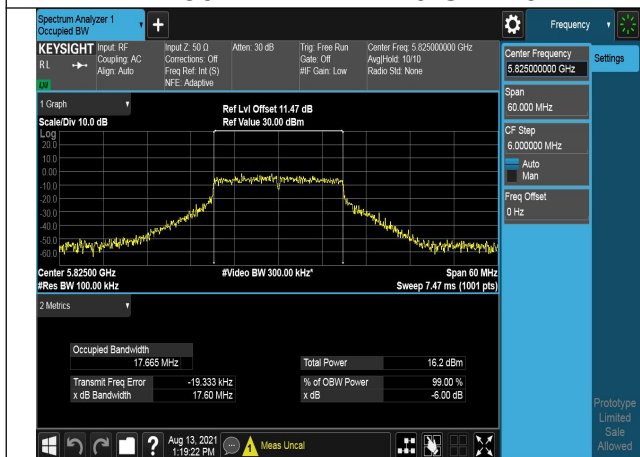 Spectrum Analyzer 1
Occupied BW
+
Frequency
KEYSIGHT
RL
LXI
Input: RF
Coupling: AC
Align: Auto
Input Z: 50 Ω
Corrections: Off
Freq Ref: Int (S)
NFE: Adaptive
Atten: 30 dB
Trig: Free Run
Gate: Off
#IF Gain: Low
Center Freq: 5.825000000 GHz
Avg|Hold: 10/10
Radio Std: None
Center Frequency
5.825000000 GHz
Settings
Span
60.000 MHz
CF Step
6.000000 MHz
Auto
Man
Freq Offset
0 Hz
1 Graph
Scale/Div 10.0 dB
Ref Lvl Offset 11.47 dB
Ref Value 30.00 dBm
Log
20.0
10.0
0.00
-10.0
-20.0
-30.0
-40.0
-50.0
-60.0
Center 5.82500 GHz
#Res BW 100.00 kHz
#Video BW 300.00 kHz*
Span 60 MHz
Sweep 7.47 ms (1001 pts)
2 Metrics
Occupied Bandwidth
17.665 MHz
Total Power 16.2 dBm
Transmit Freq Error -19.333 kHz
% of OBW Power 99.00 %
x dB Bandwidth 17.60 MHz
x dB -6.00 dB
Prototype
Limited
Sale
Allowed
?
Aug 13, 2021
1:19:22 PM
1
Meas Uncal